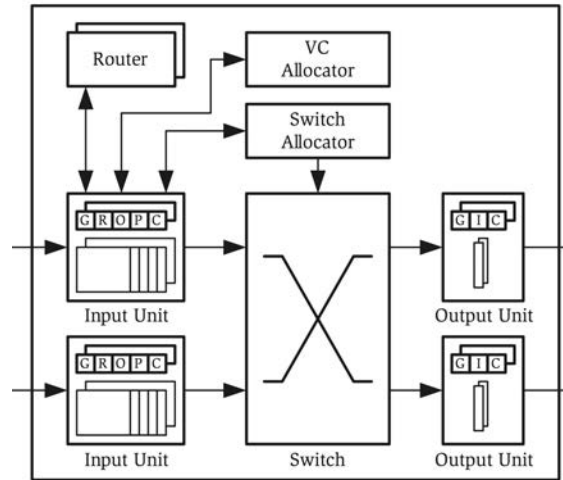 Router
VC
Allocator
Switch
Allocator
G R O P C
G I C
Input Unit
Output Unit
G R O P C
G I C
Input Unit
Switch
Output Unit